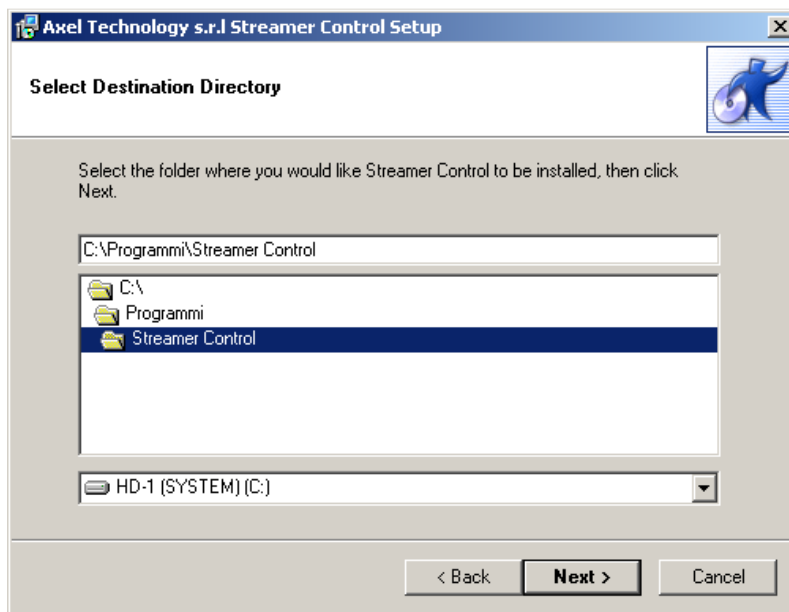 Axel Technology s.r.l Streamer Control Setup
Select Destination Directory
Select the folder where you would like Streamer Control to be installed, then click
Next.
C:\Programmi\Streamer Control
C:\
Programmi
Streamer Control
HD-1 (SYSTEM) (C:)
< Back Next > Cancel